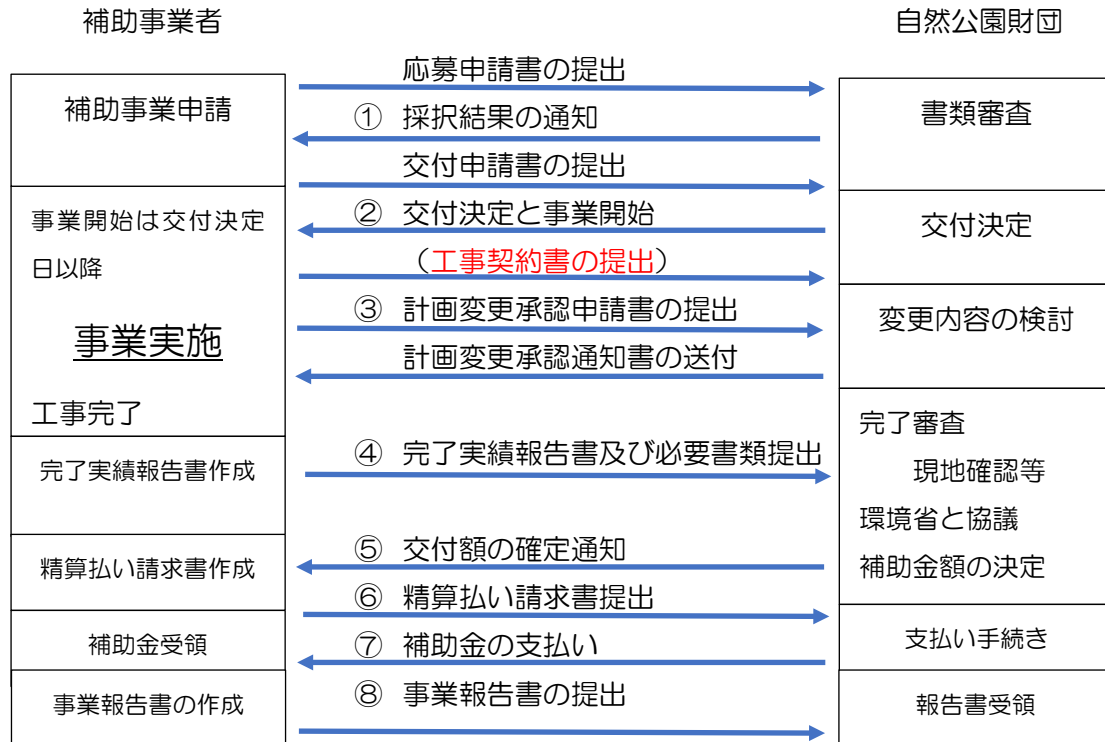 補助事業者
自然公園財団
応募申請書の提出
補助事業申請
書類審査
① 採択結果の通知
交付申請書の提出
② 交付決定と事業開始
事業開始は交付決定
日以降
交付決定
（工事契約書の提出）
③ 計画変更承認申請書の提出
変更内容の検討
事業実施
計画変更承認通知書の送付
工事完了
完了審査
現地確認等
環境省と協議
補助金額の決定
④ 完了実績報告書及び必要書類提出
完了実績報告書作成
⑤ 交付額の確定通知
精算払い請求書作成
⑥ 精算払い請求書提出
補助金受領
⑦ 補助金の支払い
支払い手続き
⑧ 事業報告書の提出
事業報告書の作成
報告書受領